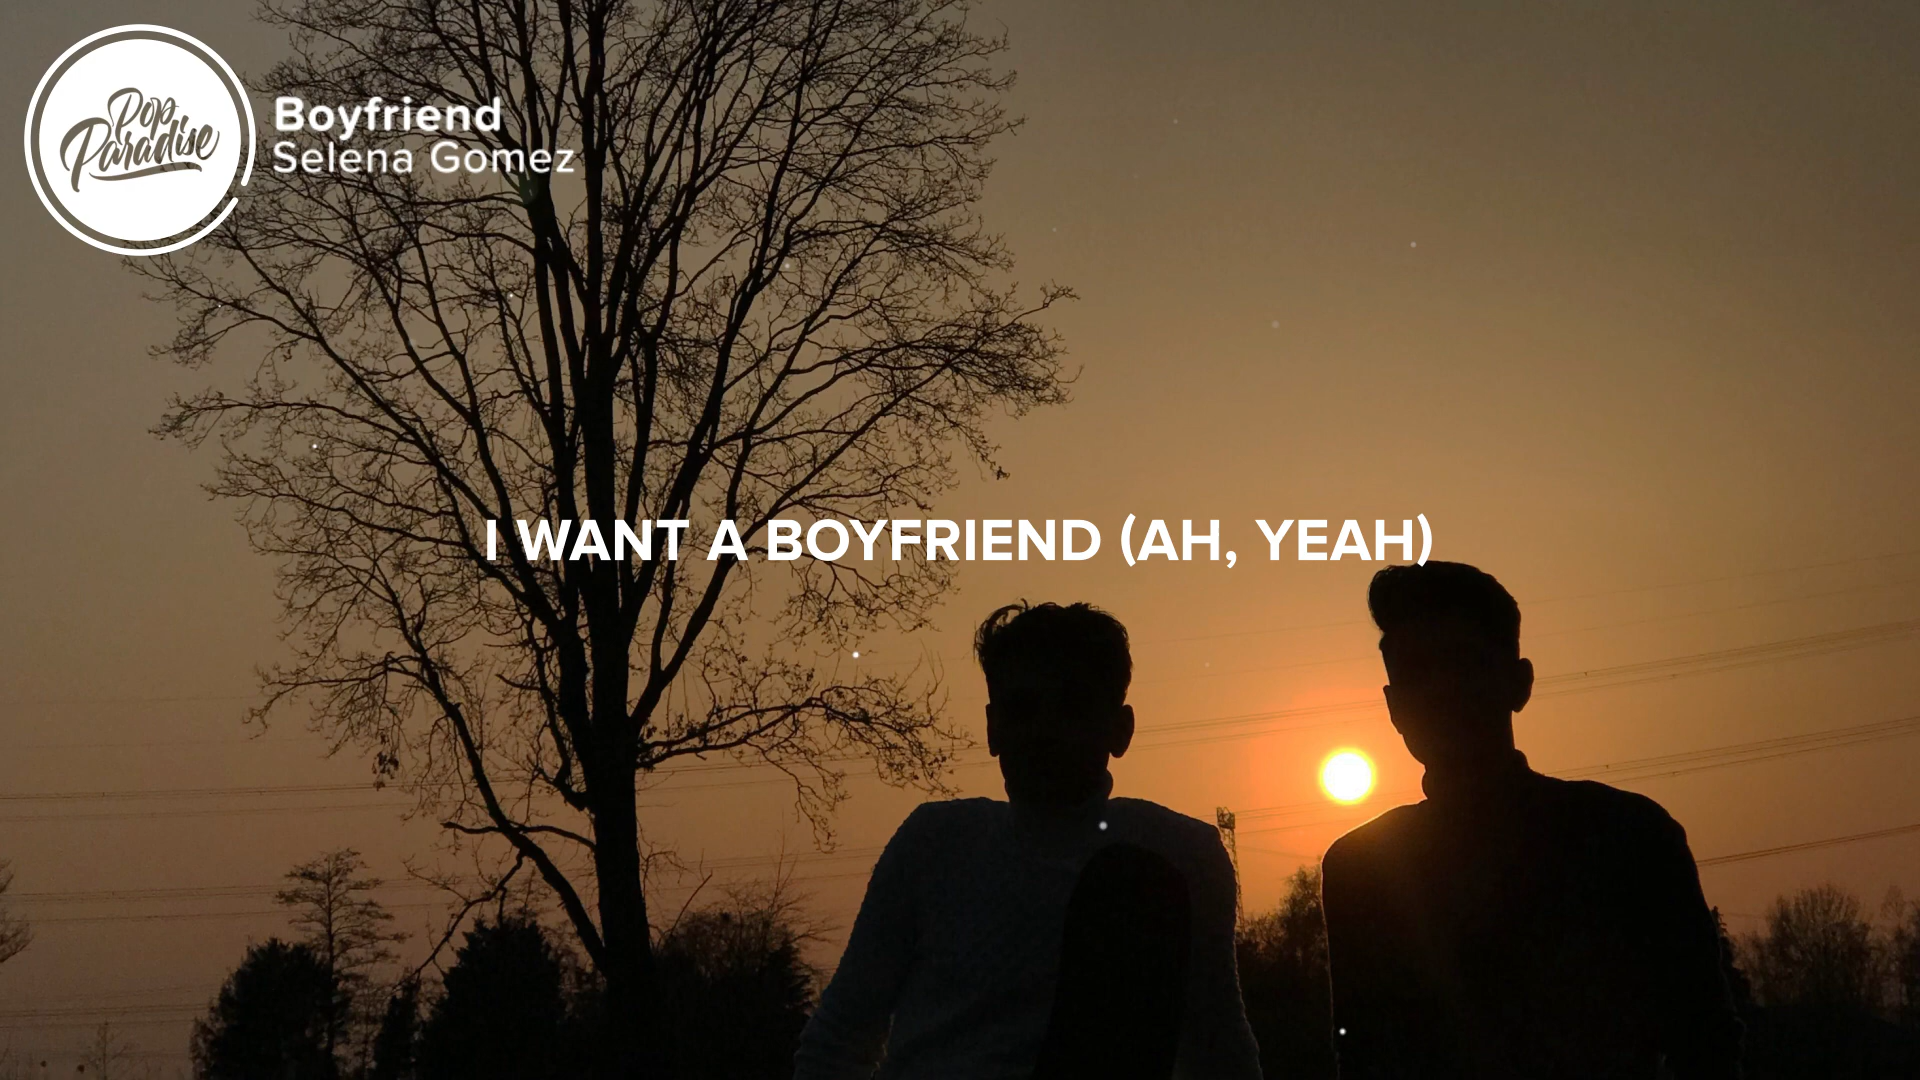 Pop
Paradise
Boyfriend
Selena Gomez
I WANT A BOYFRIEND (AH, YEAH)